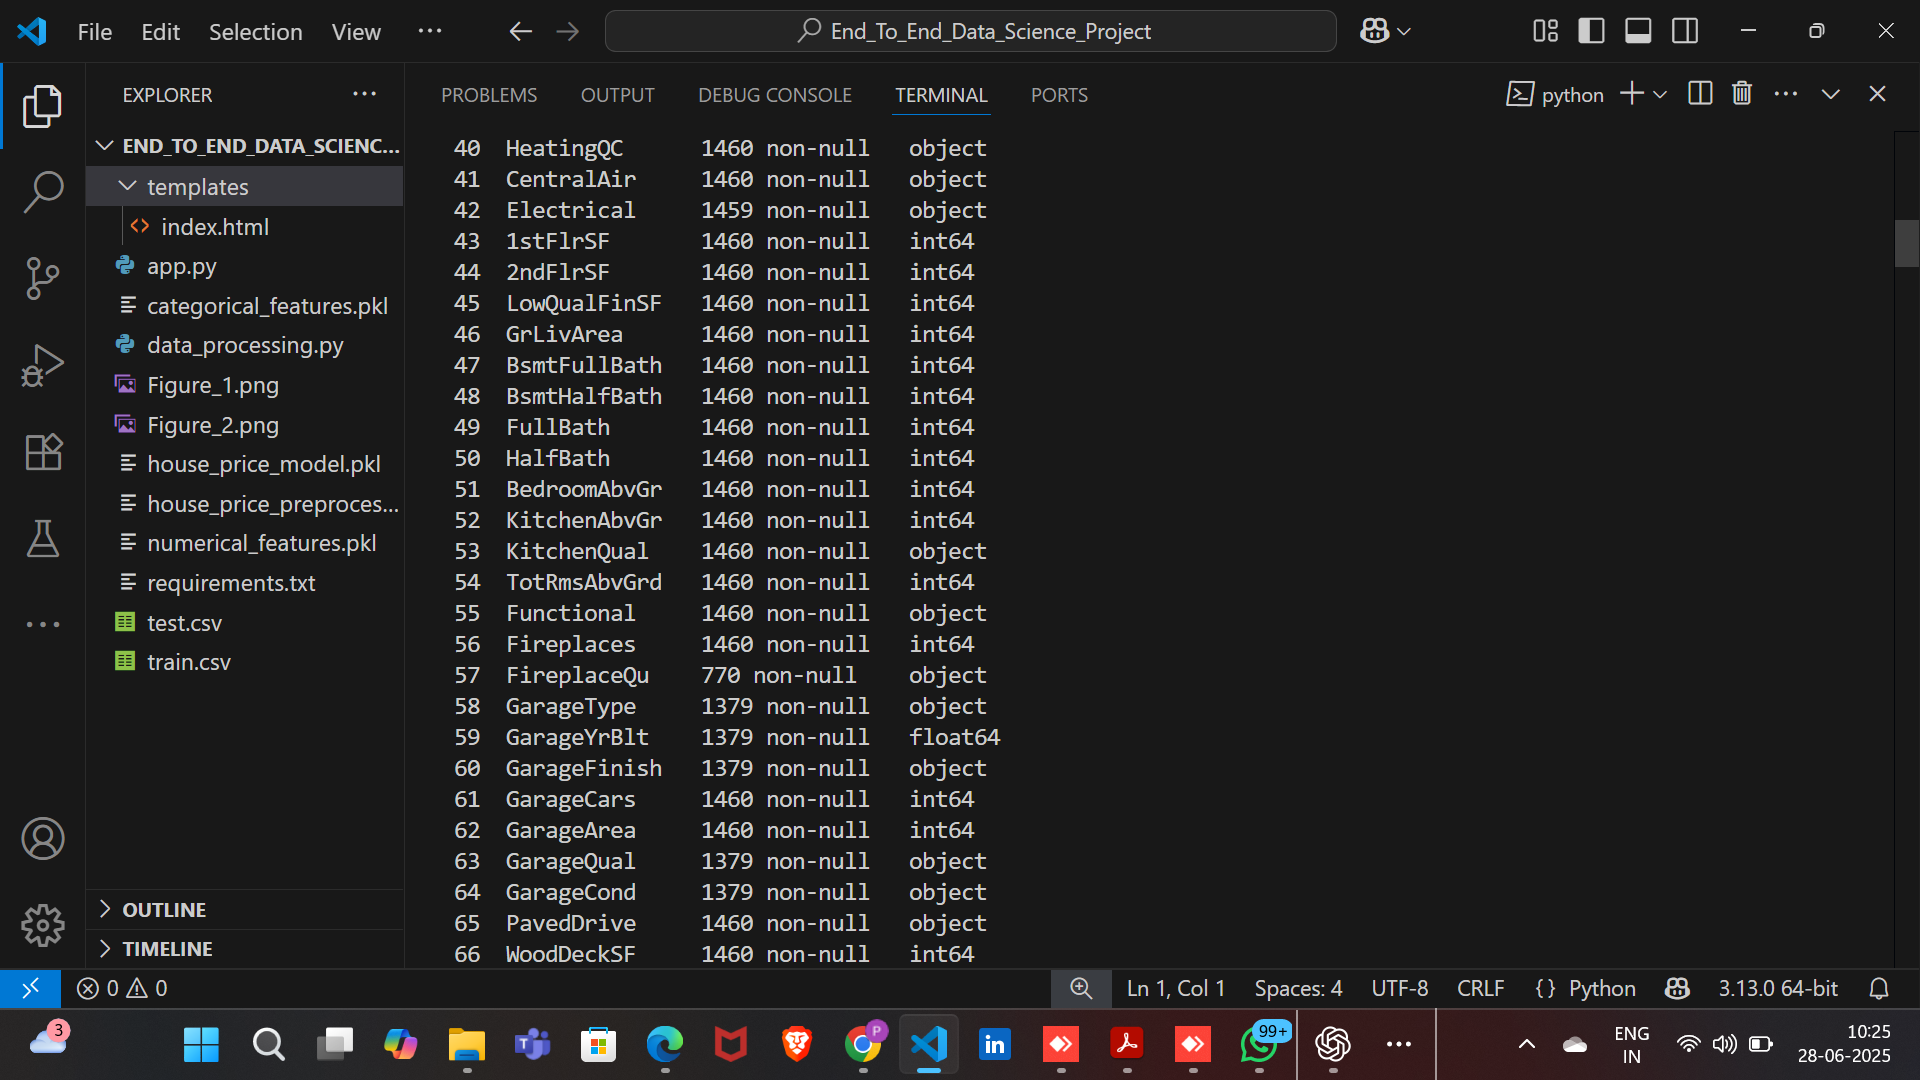 File Edit Selection View ... End_To_End_Data_Science_Project
EXPLORER ...
END_TO_END_DATA_SCIENC...
templates
index.html
app.py
categorical_features.pkl
data_processing.py
Figure_1.png
Figure_2.png
house_price_model.pkl
house_price_preproces...
numerical_features.pkl
requirements.txt
test.csv
train.csv
OUTLINE
TIMELINE
PROBLEMS OUTPUT DEBUG CONSOLE TERMINAL PORTS python
40 HeatingQC 1460 non-null object
41 CentralAir 1460 non-null object
42 Electrical 1459 non-null object
43 1stFlrSF 1460 non-null int64
44 2ndFlrSF 1460 non-null int64
45 LowQualFinSF 1460 non-null int64
46 GrLivArea 1460 non-null int64
47 BsmtFullBath 1460 non-null int64
48 BsmtHalfBath 1460 non-null int64
49 FullBath 1460 non-null int64
50 HalfBath 1460 non-null int64
51 BedroomAbvGr 1460 non-null int64
52 KitchenAbvGr 1460 non-null int64
53 KitchenQual 1460 non-null object
54 TotRmsAbvGrd 1460 non-null int64
55 Functional 1460 non-null object
56 Fireplaces 1460 non-null int64
57 FireplaceQu 770 non-null object
58 GarageType 1379 non-null object
59 GarageYrBlt 1379 non-null float64
60 GarageFinish 1379 non-null object
61 GarageCars 1460 non-null int64
62 GarageArea 1460 non-null int64
63 GarageQual 1379 non-null object
64 GarageCond 1379 non-null object
65 PavedDrive 1460 non-null object
66 WoodDeckSF 1460 non-null int64
0 0 Ln 1, Col 1 Spaces: 4 UTF-8 CRLF {} Python 3.13.0 64-bit
3 P in 99+ ENG 10:25
IN 28-06-2025